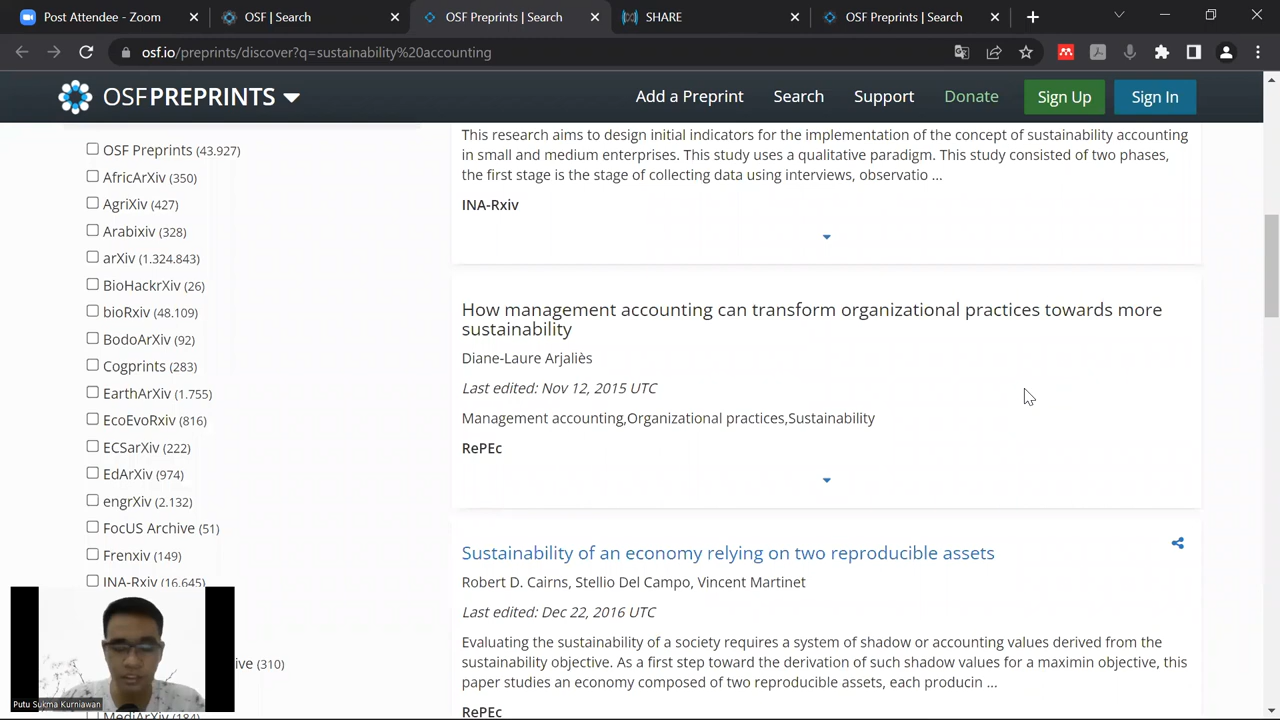 Post Attendee - Zoom
OSF | Search
OSF Preprints | Search
SHARE
OSF Preprints | Search
osf.io/preprints/discover?q=sustainability%20accounting
OSFPREPRINTS
Add a Preprint
Search
Support
Donate
Sign Up
Sign In
OSF Preprints (43.927)
AfricArXiv (350)
AgriXiv (427)
Arabixiv (328)
arXiv (1.324.843)
BioHackrXiv (26)
bioRxiv (48.109)
BodoArXiv (92)
Cogprints (283)
EarthArXiv (1.755)
EcoEvoRxiv (816)
ECSarXiv (222)
EdArXiv (974)
engrXiv (2.132)
FocUS Archive (51)
Frenxiv (149)
INA-Rxiv (16.645)
ive (310)
MediArXiv (184)
Putu Sukma Kurniawan
This research aims to design initial indicators for the implementation of the concept of sustainability accounting
in small and medium enterprises. This study uses a qualitative paradigm. This study consisted of two phases,
the first stage is the stage of collecting data using interviews, observatio ...
INA-Rxiv
How management accounting can transform organizational practices towards more
sustainability
Diane-Laure Arjaliès
Last edited: Nov 12, 2015 UTC
Management accounting,Organizational practices,Sustainability
RePEc
Sustainability of an economy relying on two reproducible assets
Robert D. Cairns, Stellio Del Campo, Vincent Martinet
Last edited: Dec 22, 2016 UTC
Evaluating the sustainability of a society requires a system of shadow or accounting values derived from the
sustainability objective. As a first step toward the derivation of such shadow values for a maximin objective, this
paper studies an economy composed of two reproducible assets, each producin ...
RePEc